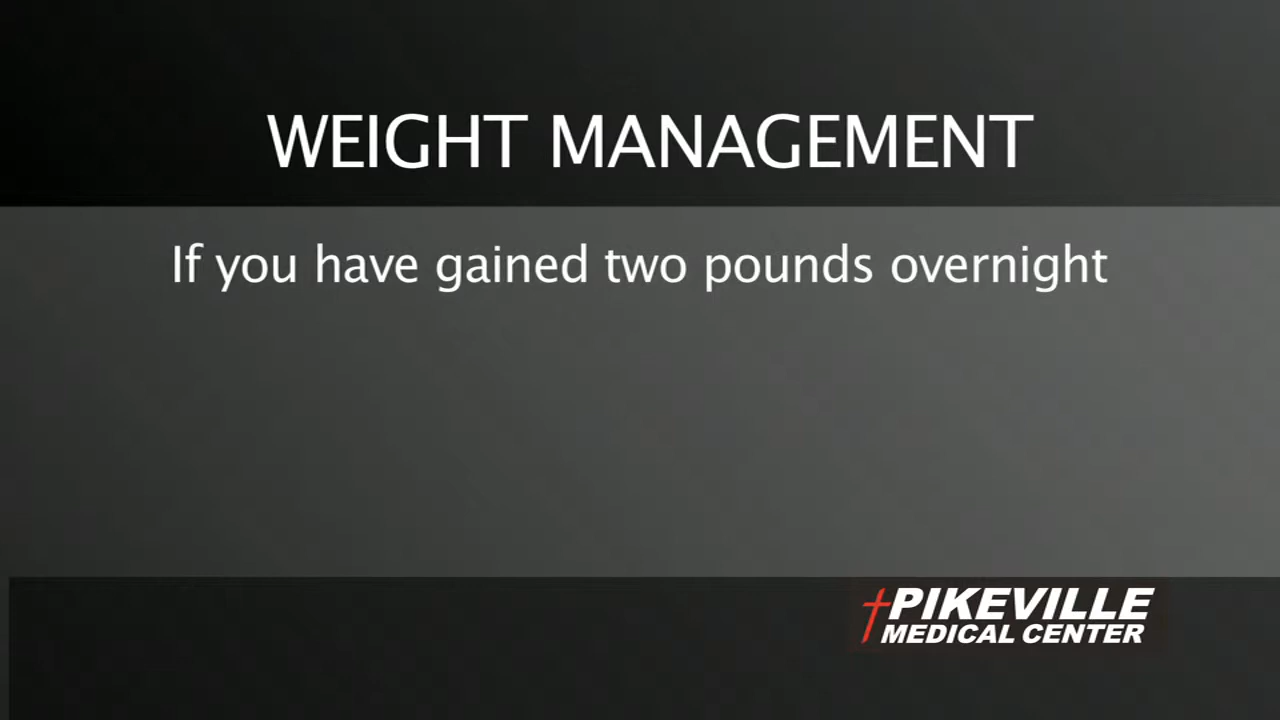 WEIGHT MANAGEMENT
If you have gained two pounds overnight
PIKEVILLE
MEDICAL CENTER